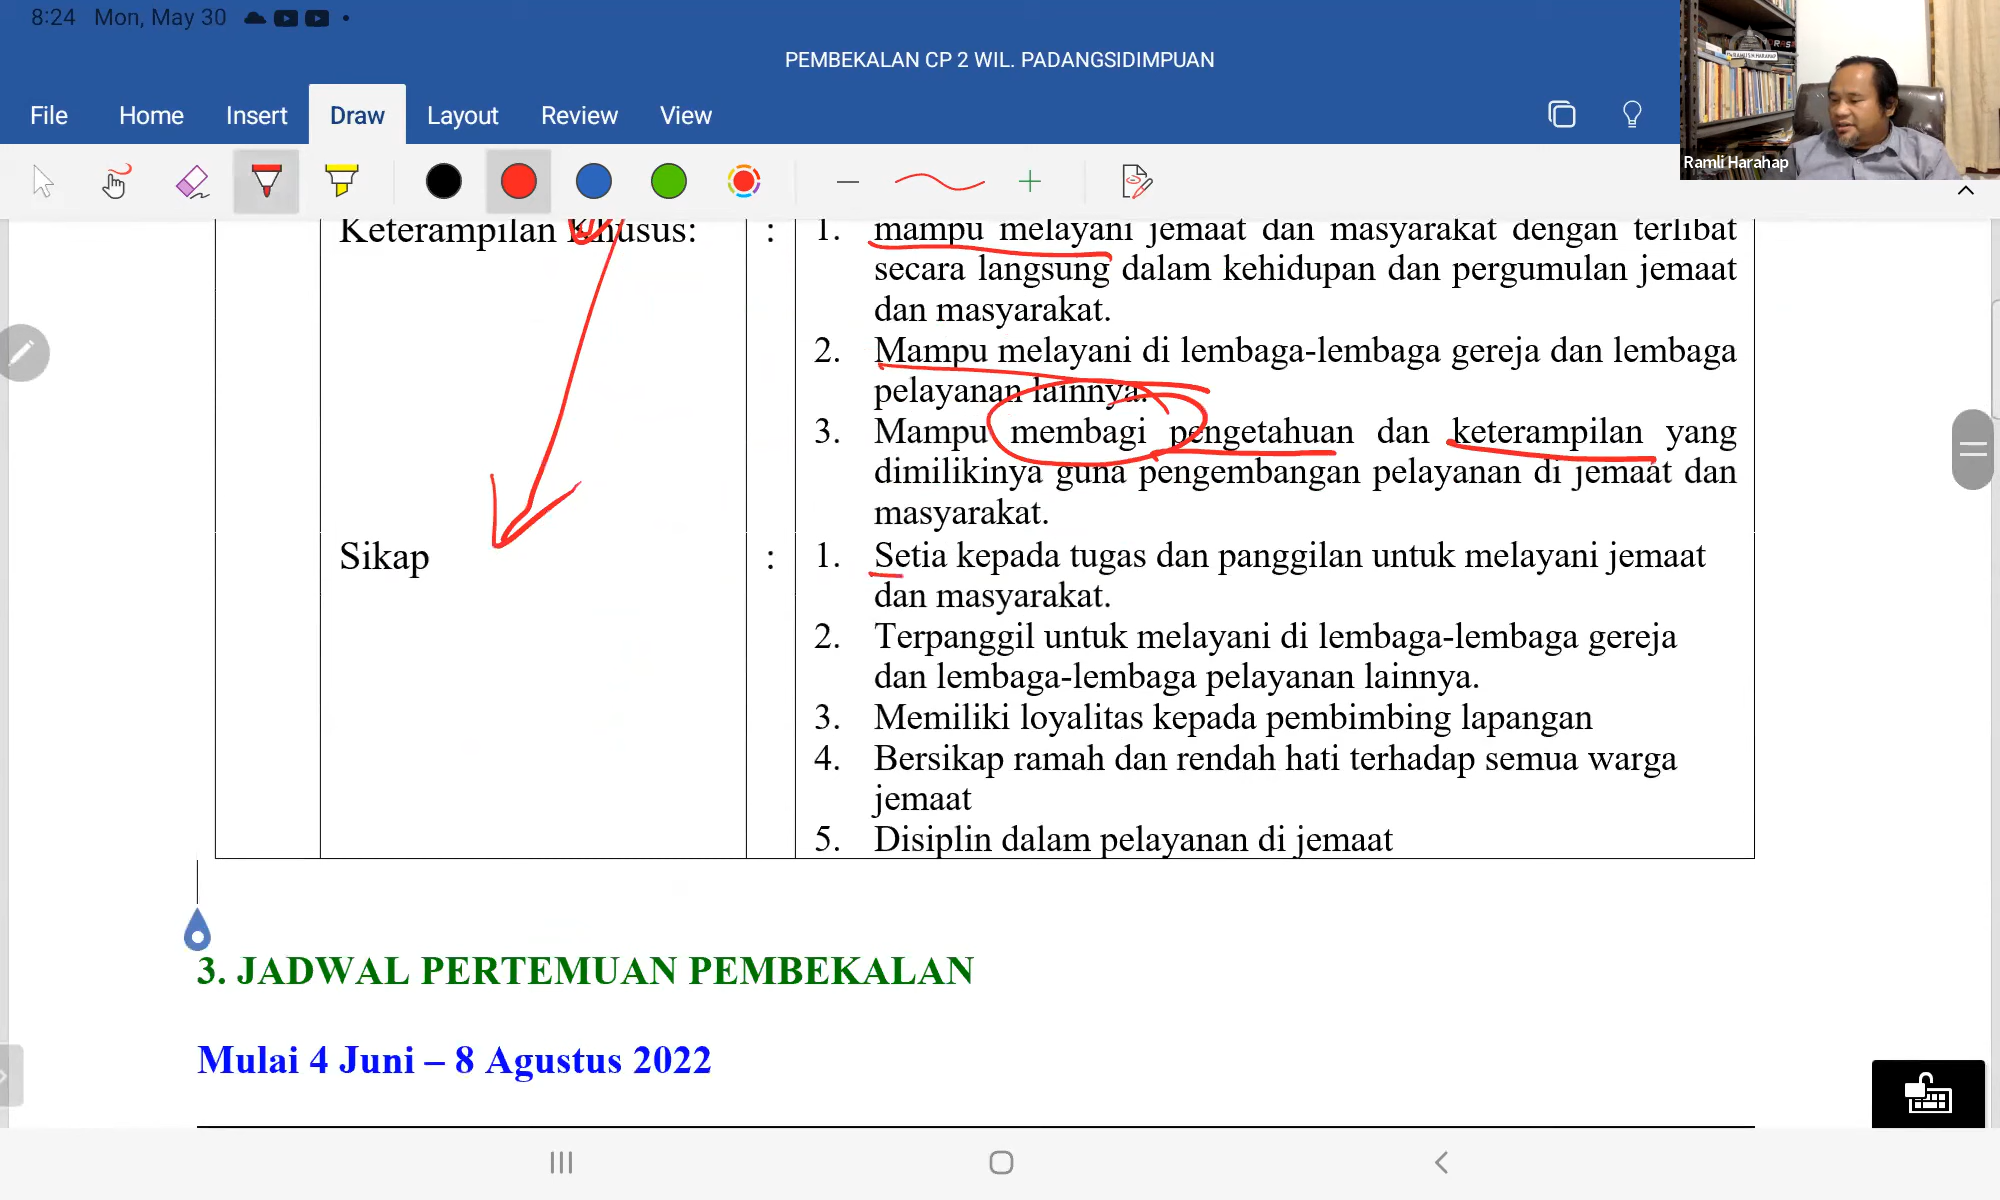 8:24 Mon, May 30
PEMBEKALAN CP 2 WIL. PADANGSIDIMPUAN
File Home Insert Draw Layout Review View
Ramli Harahap
Keterampilan Khusus: : 1. mampu melayani jemaat dan masyarakat dengan terlibat
secara langsung dalam kehidupan dan pergumulan jemaat
dan masyarakat.
2. Mampu melayani di lembaga-lembaga gereja dan lembaga
pelayanan lainnya.
3. Mampu membagi pengetahuan dan keterampilan yang
dimilikinya guna pengembangan pelayanan di jemaat dan
masyarakat.
Sikap : 1. Setia kepada tugas dan panggilan untuk melayani jemaat
dan masyarakat.
2. Terpanggil untuk melayani di lembaga-lembaga gereja
dan lembaga-lembaga pelayanan lainnya.
3. Memiliki loyalitas kepada pembimbing lapangan
4. Bersikap ramah dan rendah hati terhadap semua warga
jemaat
5. Disiplin dalam pelayanan di jemaat
3. JADWAL PERTEMUAN PEMBEKALAN
Mulai 4 Juni – 8 Agustus 2022